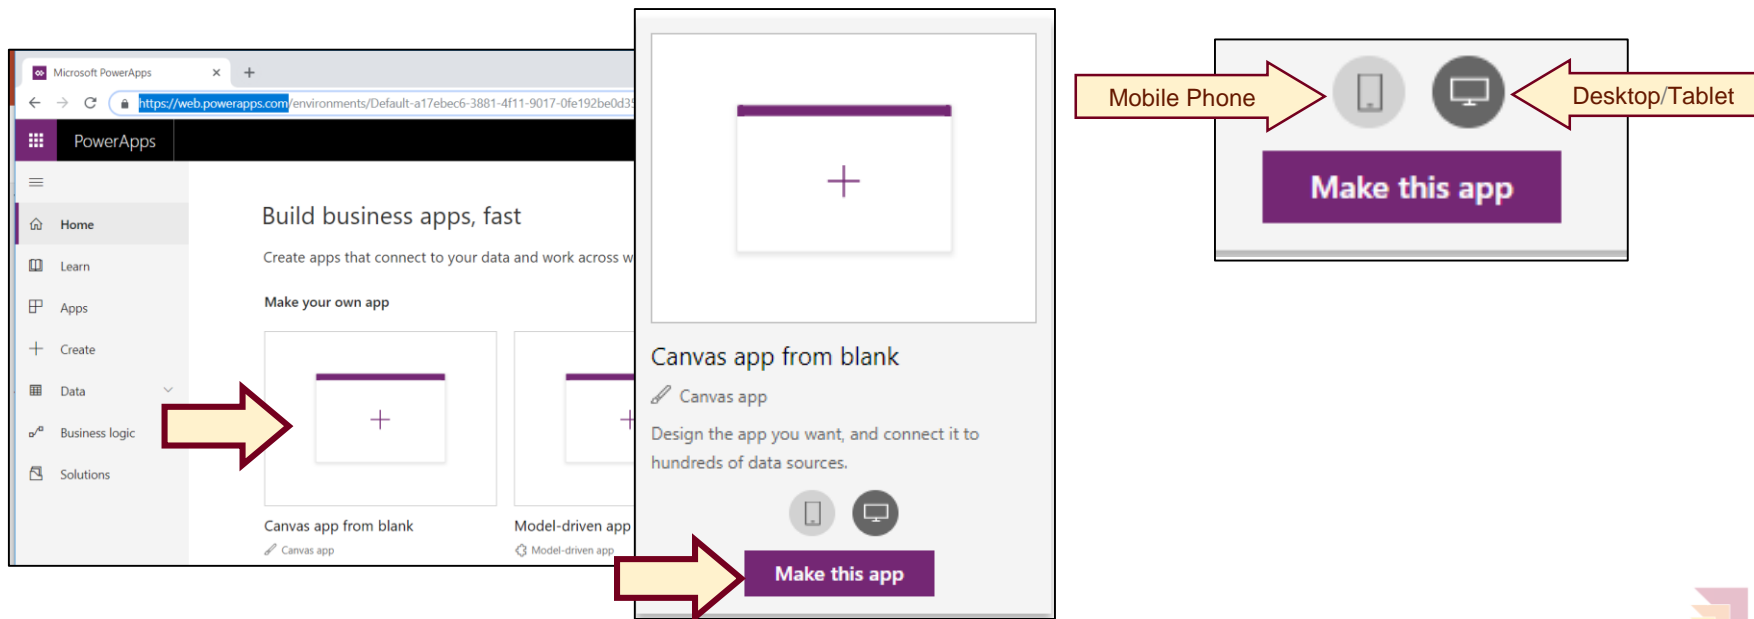 Microsoft PowerApps
https://web.powerapps.com/environments/Default-a17ebec6-3881-4f11-9017-0fe192be0d35
PowerApps
Home
Learn
Apps
Create
Data
Business logic
Solutions
Build business apps, fast
Create apps that connect to your data and work across w
Make your own app
Canvas app from blank
Canvas app
Model-driven app
Model-driven app
Canvas app from blank
Canvas app
Design the app you want, and connect it to
hundreds of data sources.
Make this app
Mobile Phone
Desktop/Tablet
Make this app